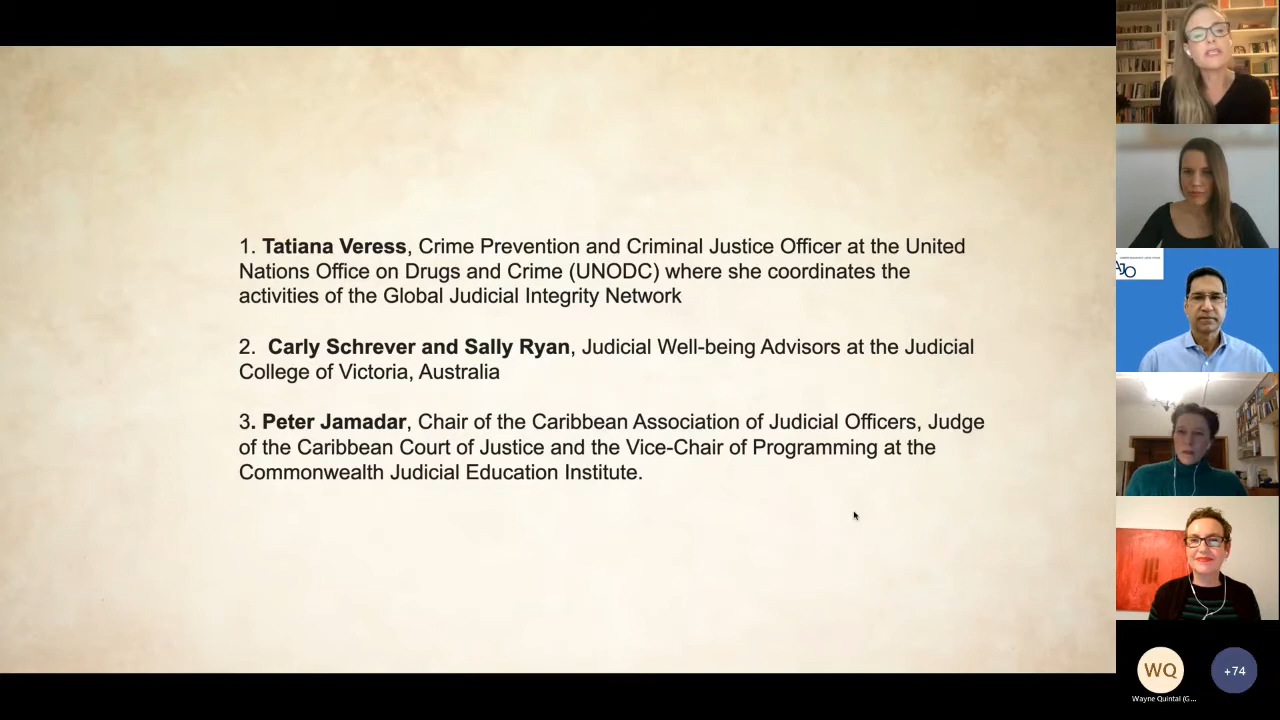 1. Tatiana Veress, Crime Prevention and Criminal Justice Officer at the United
Nations Office on Drugs and Crime (UNODC) where she coordinates the
activities of the Global Judicial Integrity Network
2. Carly Schrever and Sally Ryan, Judicial Well-being Advisors at the Judicial
College of Victoria, Australia
3. Peter Jamadar, Chair of the Caribbean Association of Judicial Officers, Judge
of the Caribbean Court of Justice and the Vice-Chair of Programming at the
Commonwealth Judicial Education Institute.
AJO
WQ
+74
Wayne Quintal (G...